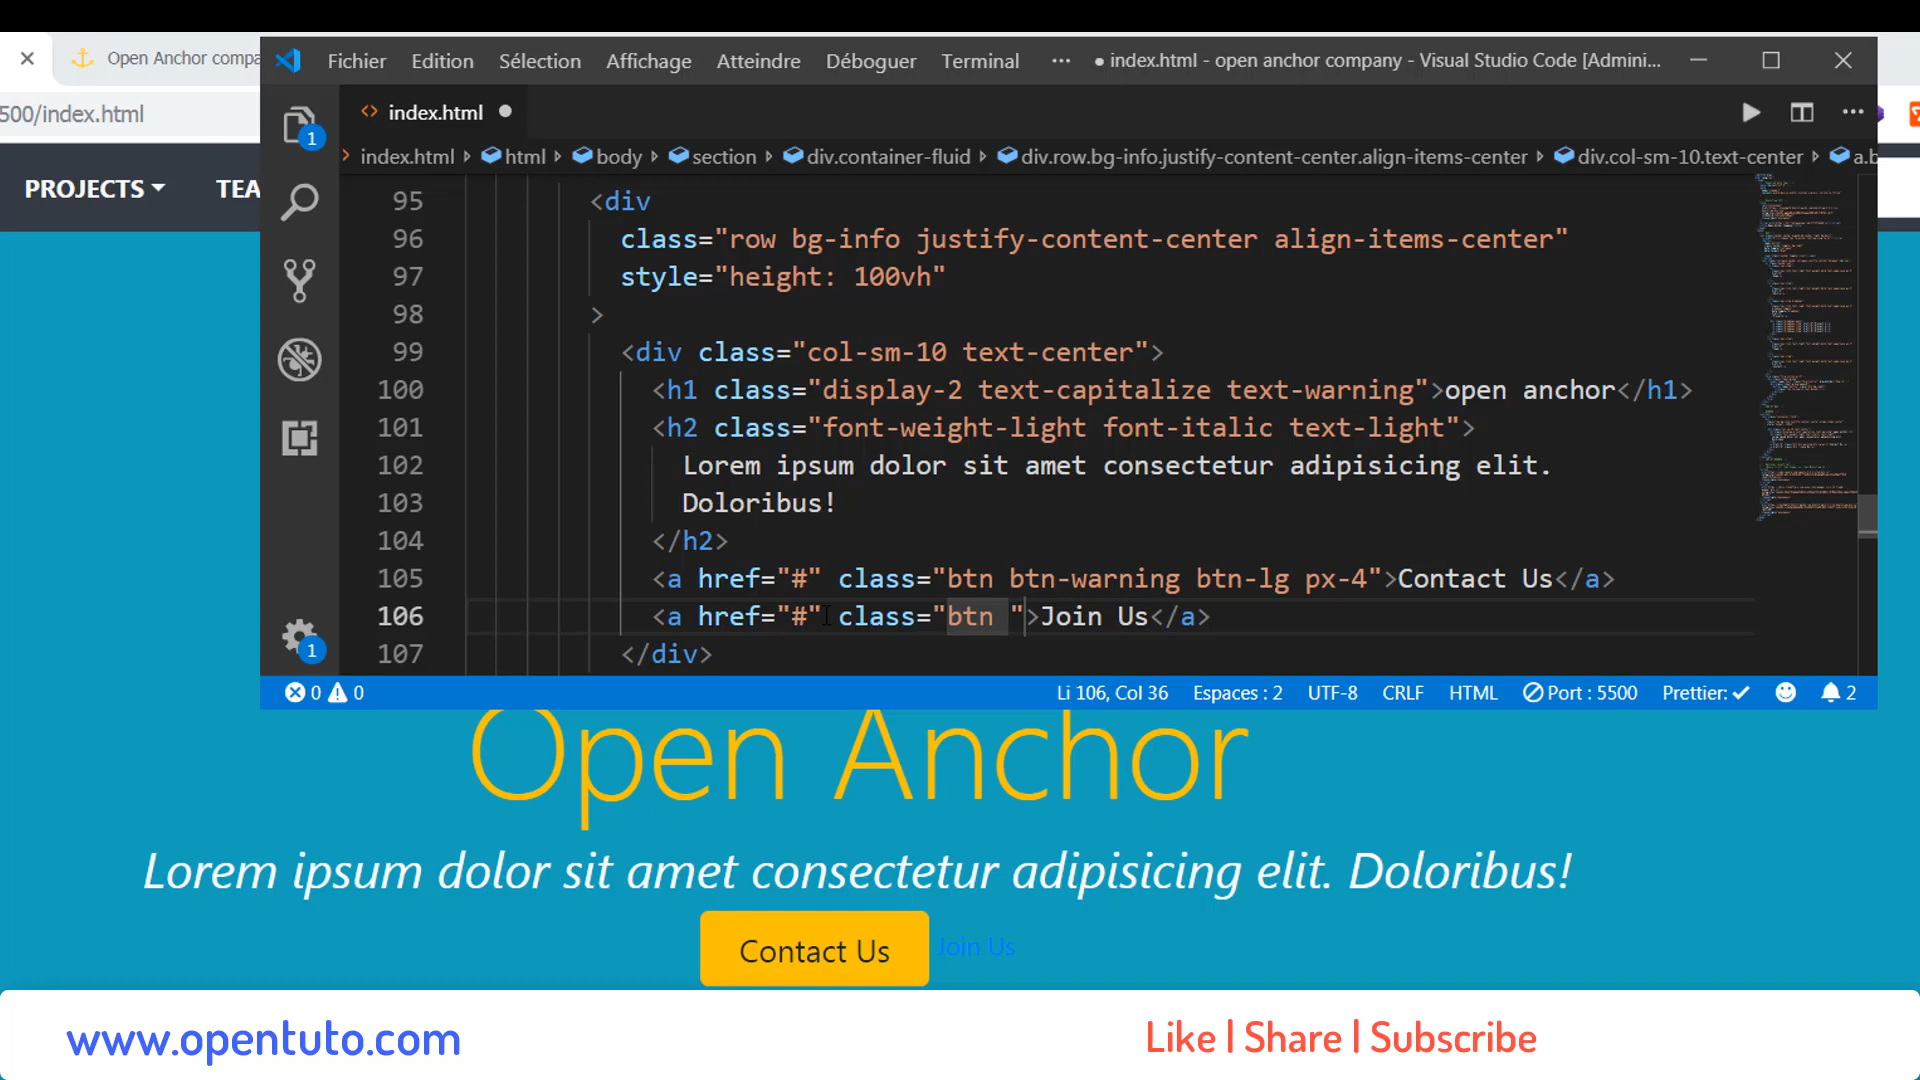 Open Anchor compa
Fichier Edition Sélection Affichage Atteindre Déboguer Terminal ··· ● index.html - open anchor company - Visual Studio Code [Admini...
500/index.html
index.html ●
1
index.html > html > body > section > div.container-fluid > div.row.bg-info.justify-content-center.align-items-center > div.col-sm-10.text-center > a.b
PROJECTS TEA
95 <div
96 class="row bg-info justify-content-center align-items-center"
97 style="height: 100vh"
98 >
99 <div class="col-sm-10 text-center">
100 <h1 class="display-2 text-capitalize text-warning">open anchor</h1>
101 <h2 class="font-weight-light font-italic text-light">
102 Lorem ipsum dolor sit amet consectetur adipisicing elit.
103 Doloribus!
104 </h2>
105 <a href="#" class="btn btn-warning btn-lg px-4">Contact Us</a>
106 <a href="#" class="btn ">Join Us</a>
107 </div>
1
0 0 Li 106, Col 36 Espaces : 2 UTF-8 CRLF HTML Port : 5500 Prettier: ✓ 2
Open Anchor
Lorem ipsum dolor sit amet consectetur adipisicing elit. Doloribus!
Contact Us Join Us
www.opentuto.com Like | Share | Subscribe